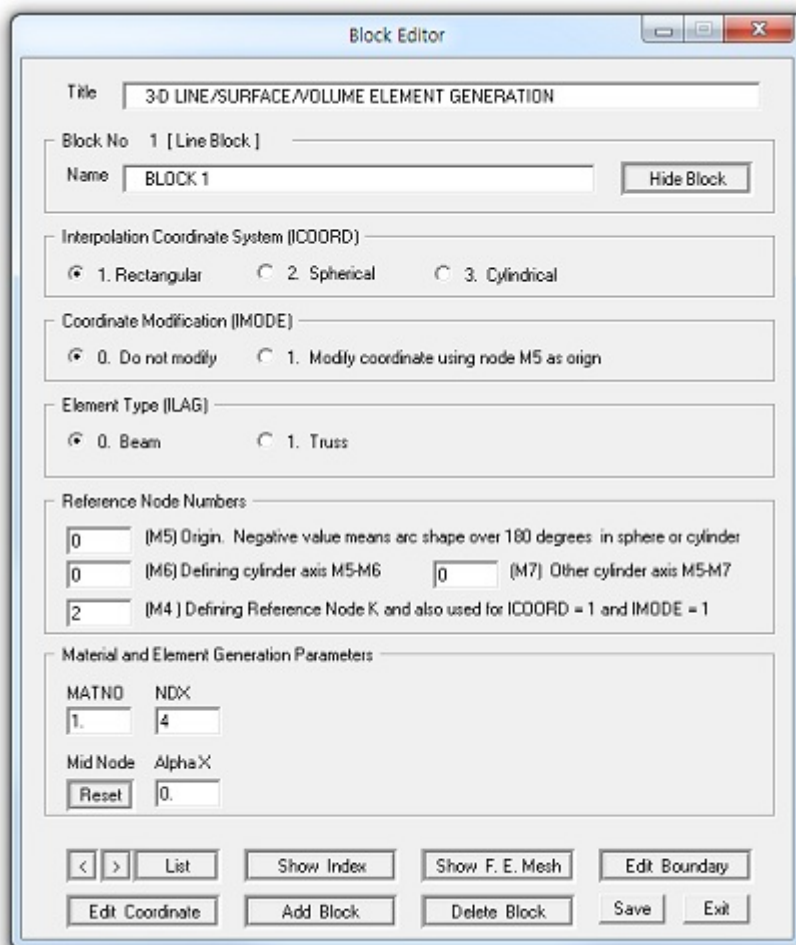 Block Editor
Title 3-D LINE/SURFACE/VOLUME ELEMENT GENERATION
Block No 1 [ Line Block ]
Name BLOCK 1 Hide Block
Interpolation Coordinate System (ICOORD)
1. Rectangular 2. Spherical 3. Cylindrical
Coordinate Modification (IMODE)
0. Do not modify 1. Modify coordinate using node M5 as orign
Element Type (ILAG)
0. Beam 1. Truss
Reference Node Numbers
0 (M5) Origin. Negative value means arc shape over 180 degrees in sphere or cylinder
0 (M6) Defining cylinder axis M5-M6 0 (M7) Other cylinder axis M5-M7
2 (M4 ) Defining Reference Node K and also used for ICOORD = 1 and IMODE = 1
Material and Element Generation Parameters
MATNO NDX
1. 4
Mid Node Alpha X
Reset 0.
< > List Show Index Show F. E. Mesh Edit Boundary
Edit Coordinate Add Block Delete Block Save Exit